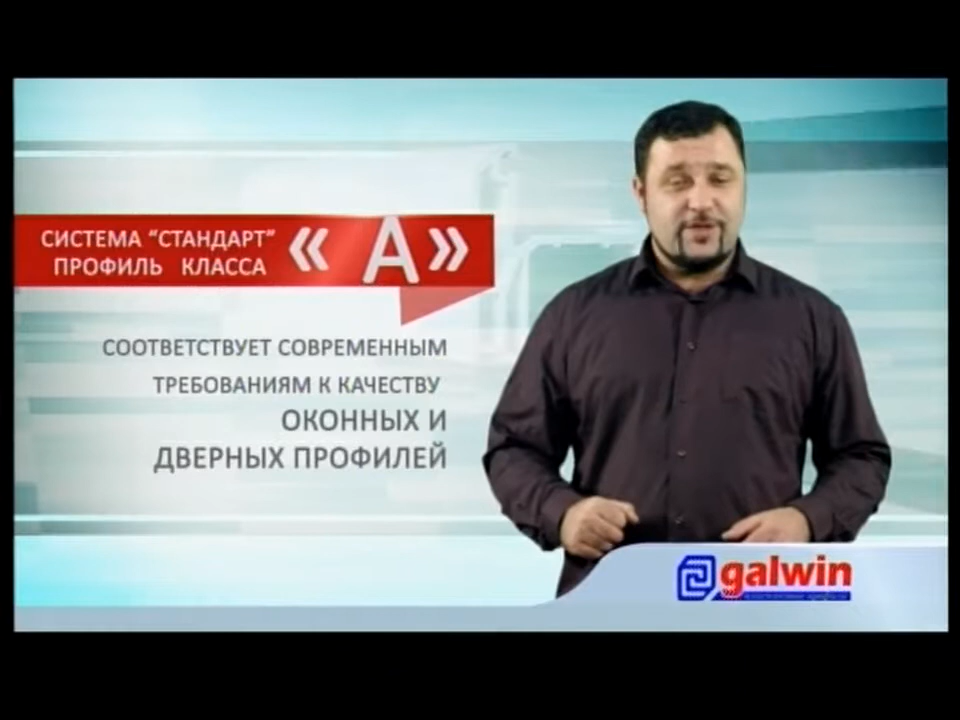 СИСТЕМА “СТАНДАРТ”
ПРОФИЛЬ КЛАССА
« А»
СООТВЕТСТВУЕТ СОВРЕМЕННЫМ
ТРЕБОВАНИЯМ К КАЧЕСТВУ
ОКОННЫХ И
ДВЕРНЫХ ПРОФИЛЕЙ
galwin